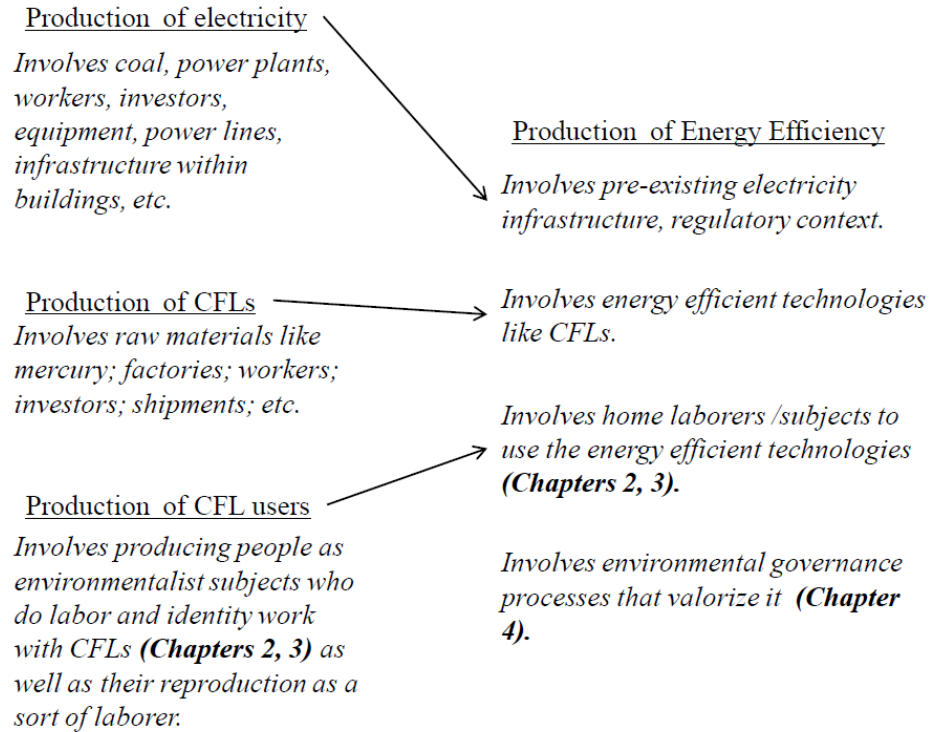 Production of electricity
Involves coal, power plants,
workers, investors,
equipment, power lines,
infrastructure within
buildings, etc.
Production of CFLs
Involves raw materials like
mercury; factories; workers;
investors; shipments; etc.
Production of CFL users
Involves producing people as
environmentalist subjects who
do labor and identity work
with CFLs (Chapters 2, 3) as
well as their reproduction as a
sort of laborer.
Production of Energy Efficiency
Involves pre-existing electricity
infrastructure, regulatory context.
Involves energy efficient technologies
like CFLs.
Involves home laborers /subjects to
use the energy efficient technologies
(Chapters 2, 3).
Involves environmental governance
processes that valorize it (Chapter
4).